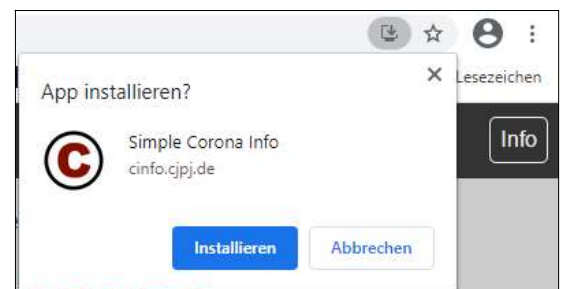 Lesezeichen
App installieren?
Info
Simple Corona Info
C
cinfo.cjpj.de
Installieren
Abbrechen